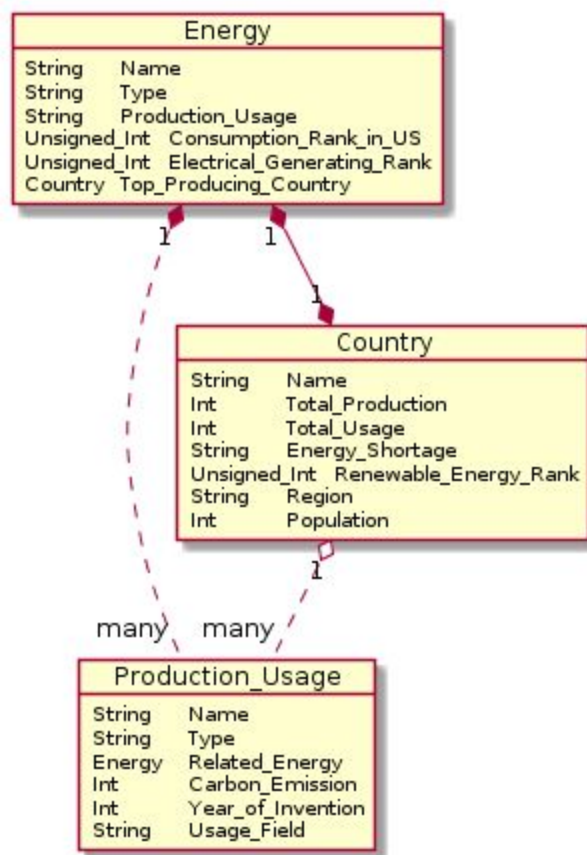 Energy
String Name
String Type
String Production_Usage
Unsigned_Int Consumption_Rank_in_US
Unsigned_Int Electrical_Generating_Rank
Country Top_Producing_Country
1 1
1
Country
String Name
Int Total_Production
Int Total_Usage
String Energy_Shortage
Unsigned_Int Renewable_Energy_Rank
String Region
Int Population
1
many many
Production_Usage
String Name
String Type
Energy Related_Energy
Int Carbon_Emission
Int Year_of_Invention
String Usage_Field